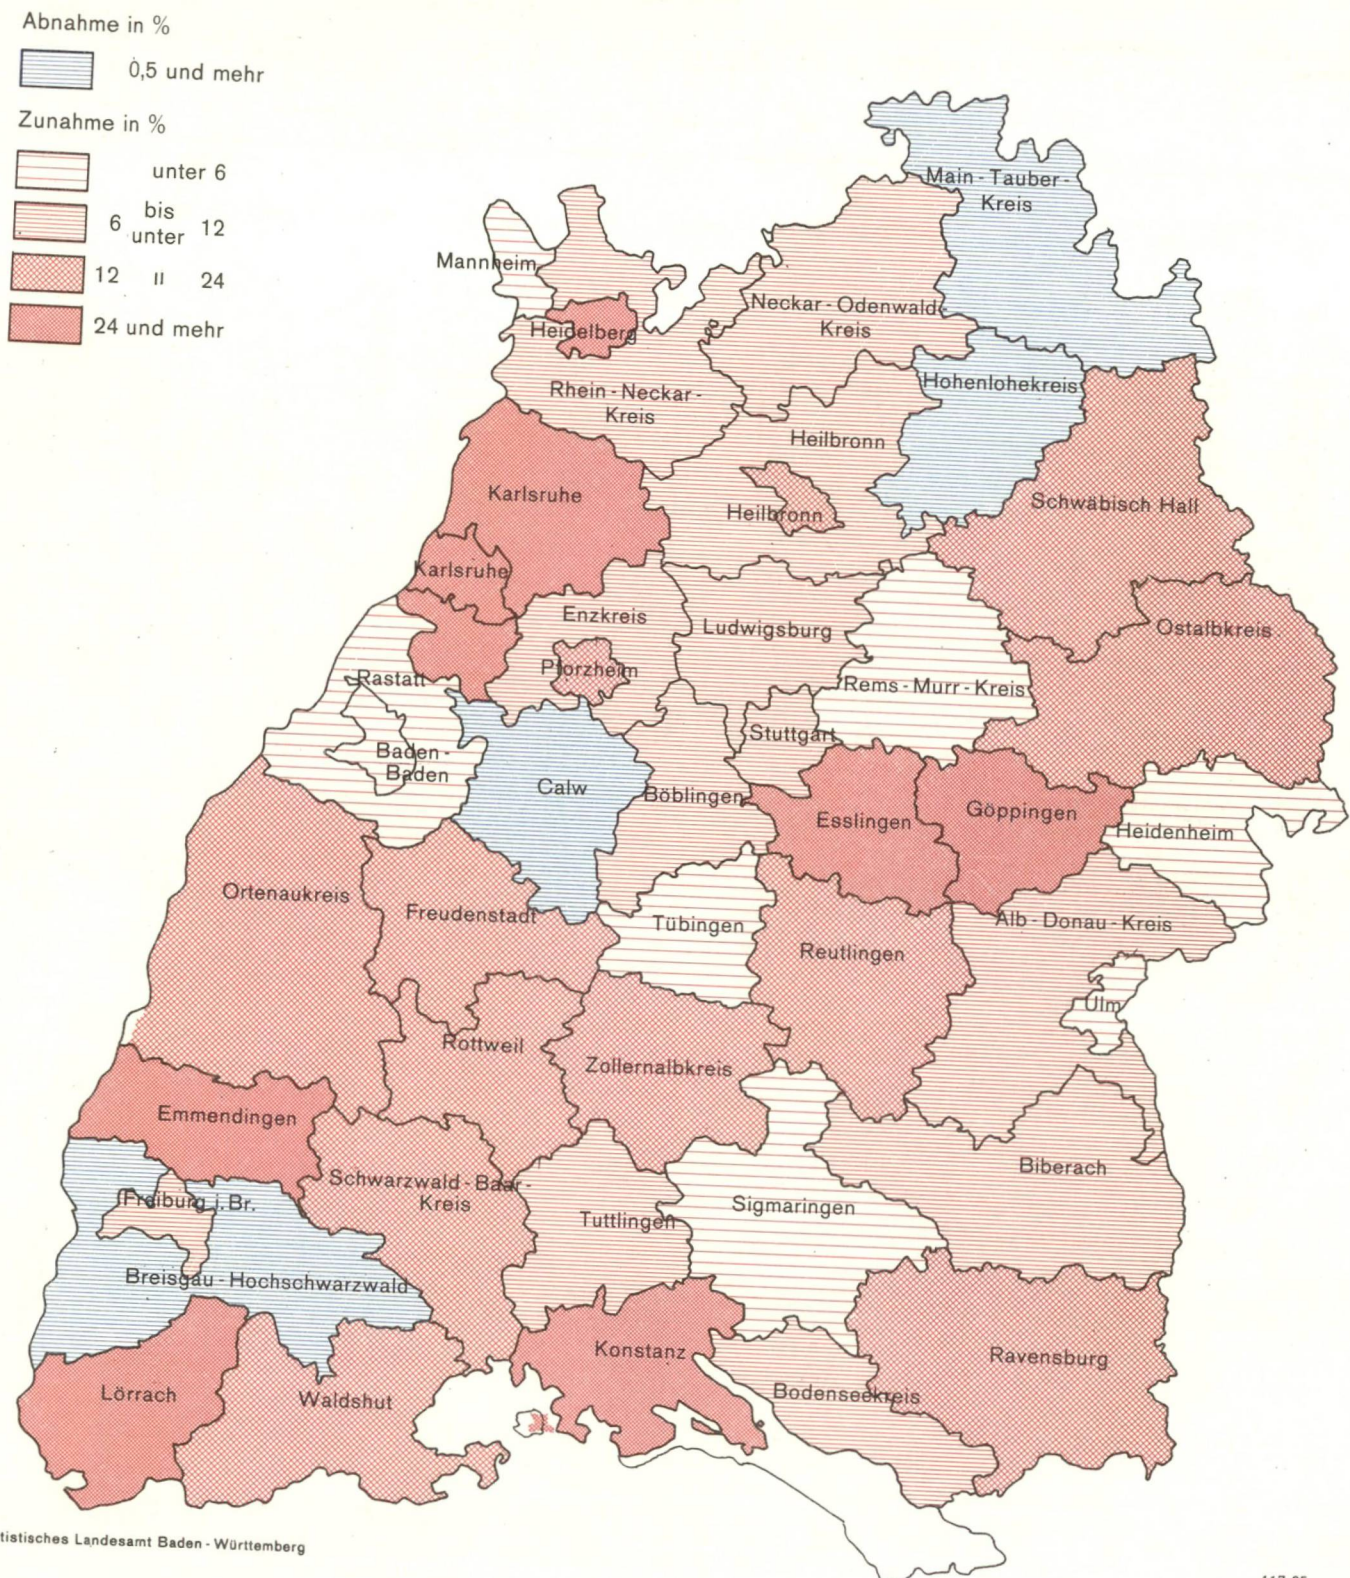 Abnahme in %
0,5 und mehr
Zunahme in %
unter 6
6 bis unter 12
12 " 24
24 und mehr
Main - Tauber -
Kreis
Mannheim
Neckar - Odenwald-
Kreis
Heidelberg
Hohenlohekreis
Rhein - Neckar -
Kreis
Heilbronn
Karlsruhe
Schwäbisch Hall
Heilbronn
Karlsruhe
Enzkreis
Ludwigsburg
Ostalbkreis
Pforzheim
Rastatt
Rems - Murr - Kreis
Stuttgart
Baden -
Baden
Calw
Böblingen
Esslingen
Göppingen
Heidenheim
Ortenaukreis
Freudenstadt
Tübingen
Alb - Donau - Kreis
Reutlingen
Ulm
Rottweil
Zollernalbkreis
Emmendingen
Biberach
Schwarzwald - Baar -
Kreis
Freiburg i. Br.
Sigmaringen
Tuttlingen
Breisgau - Hochschwarzwald
Konstanz
Ravensburg
Lörrach
Waldshut
Bodenseekreis
tistisches Landesamt Baden - Württemberg